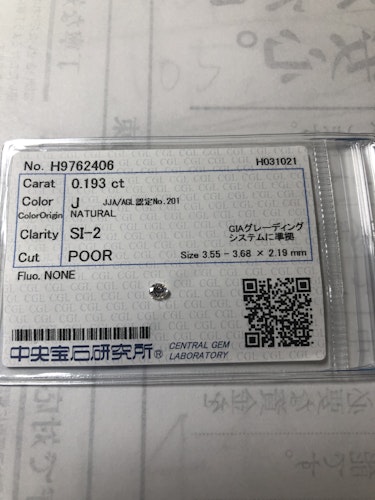 No. H9762406 H031021
Carat 0.193 ct
Color J JJA/AGL認定No.201
ColorOrigin NATURAL
Clarity SI-2 GIAグレーディング
システムに準拠
Cut POOR Size 3.55 - 3.68 × 2.19 mm
Fluo. NONE
中央宝石研究所® CENTRAL GEM
LABORATORY